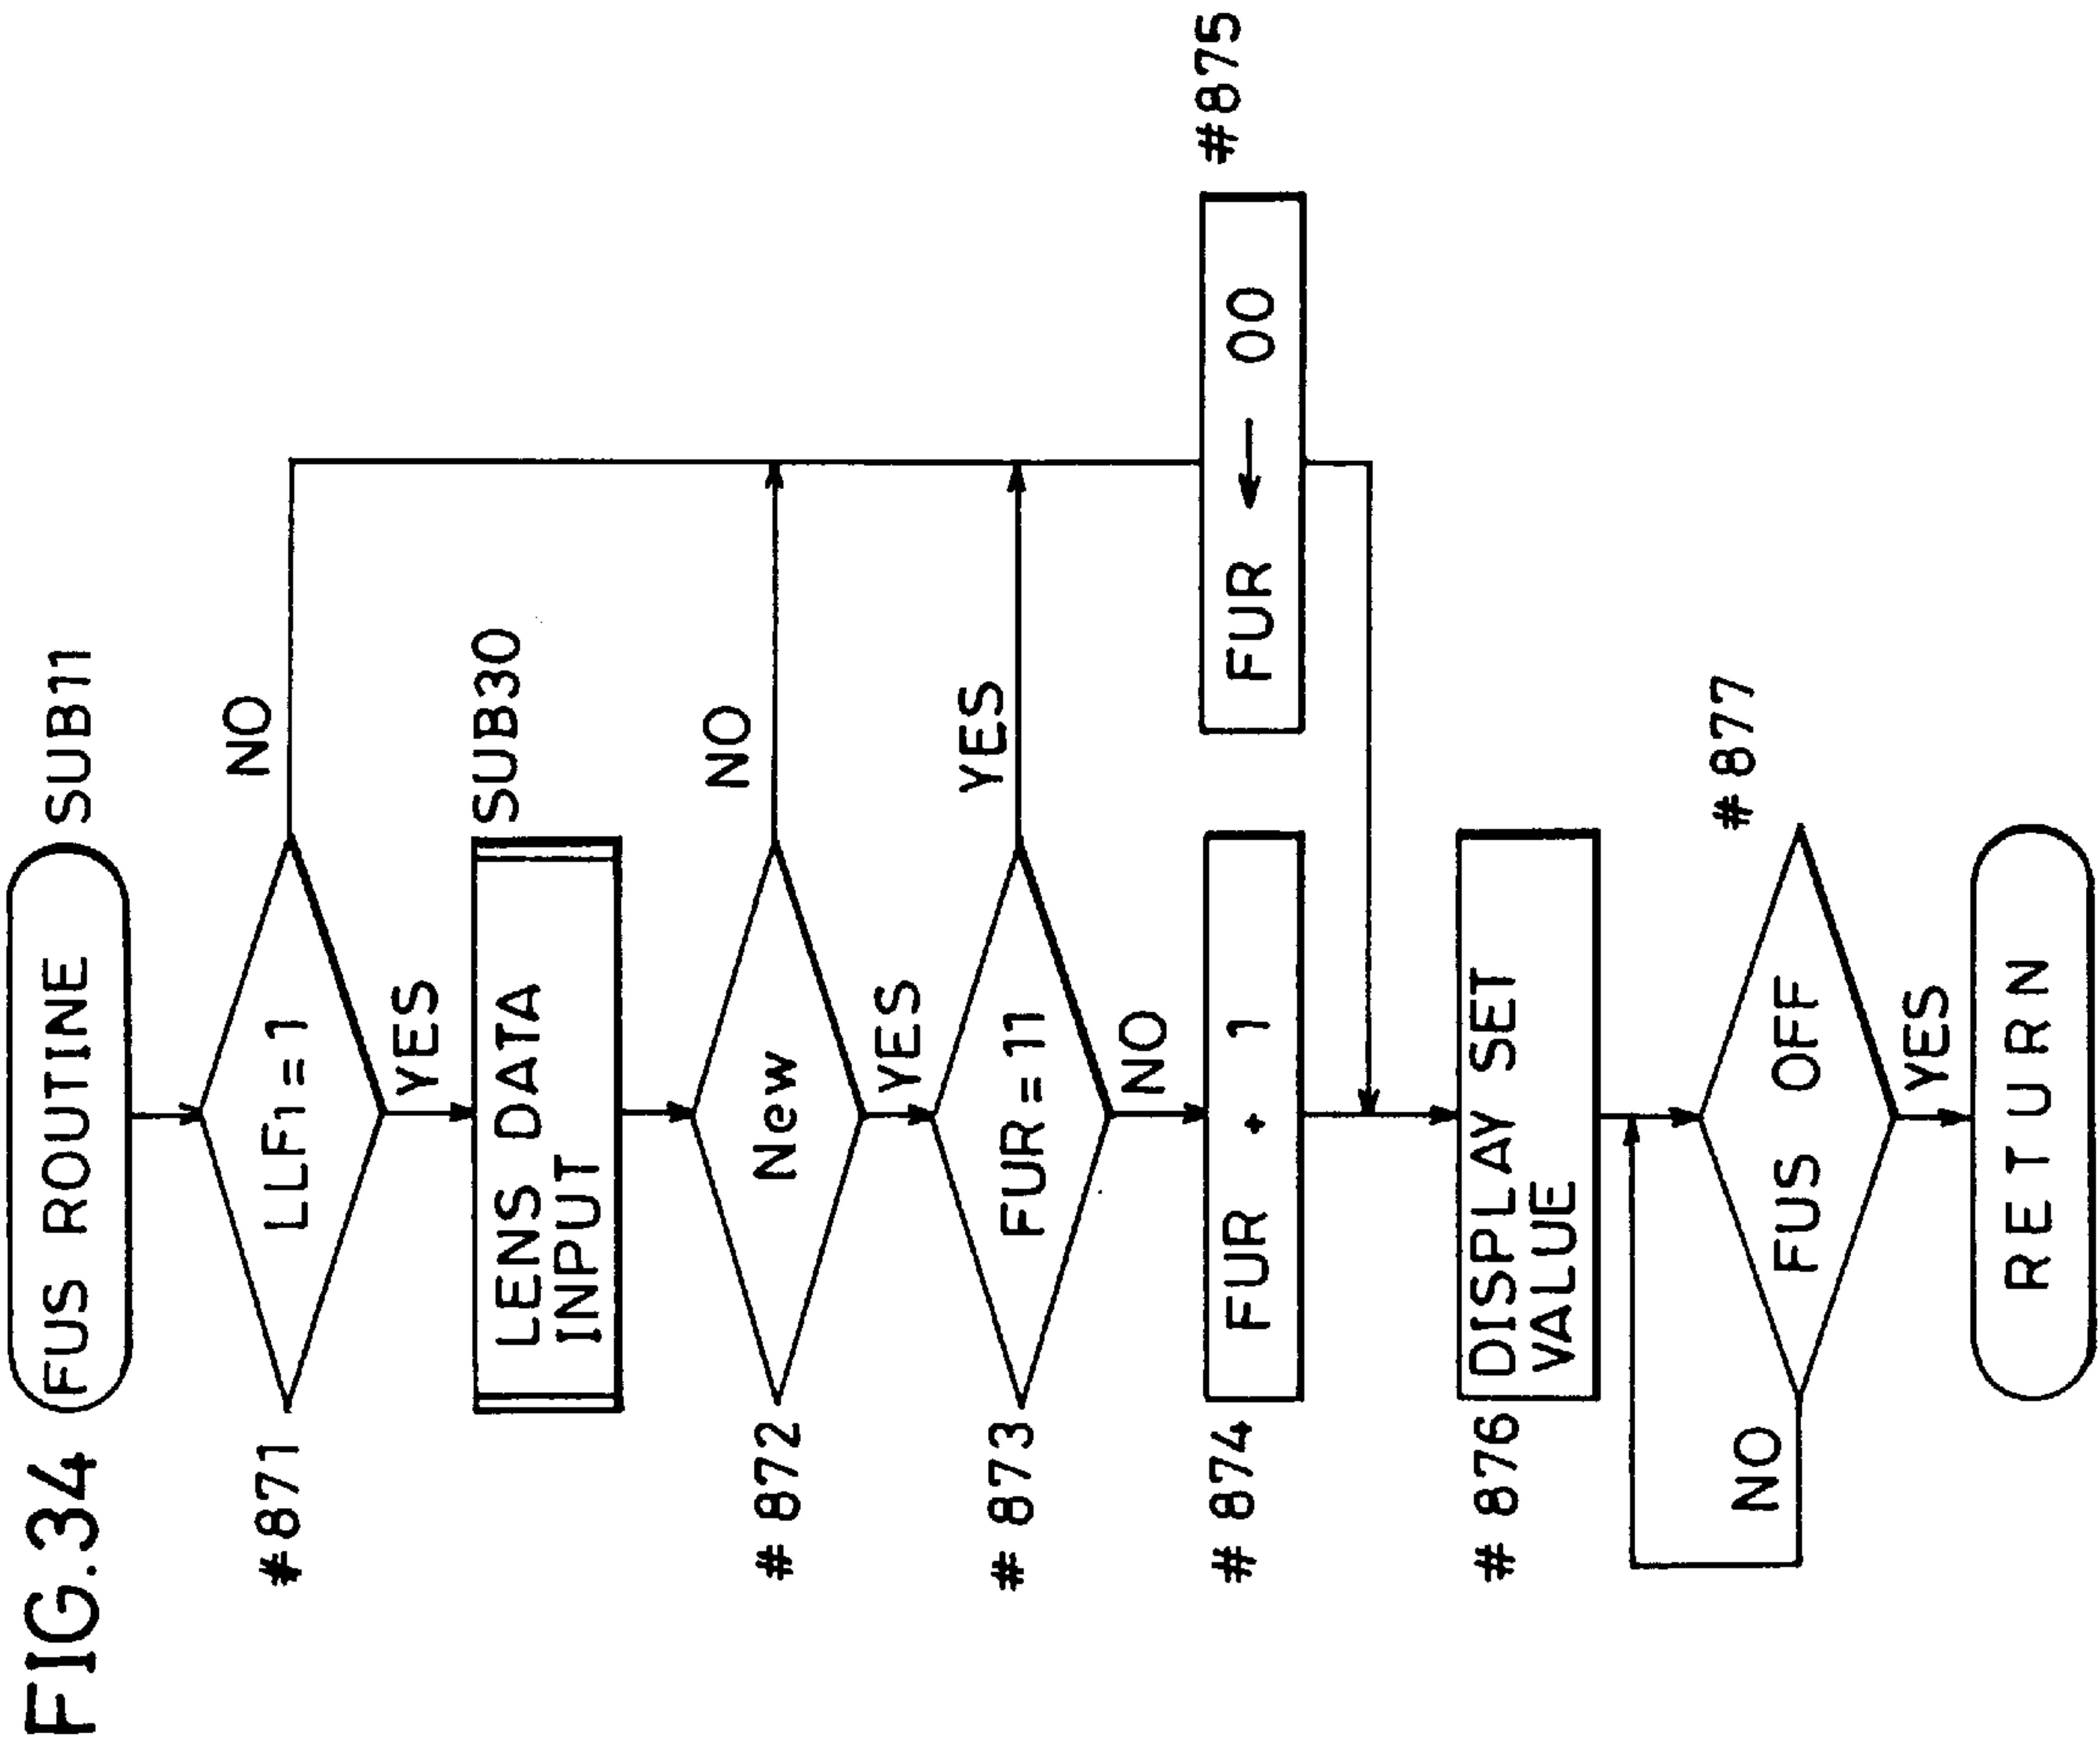 FIG.34
FUS ROUTINE
SUB11
#871
LLF1=1
NO
YES
LENS DATA
INPUT
SUB30
#872
New
NO
YES
#873
FUR=11
YES
NO
#874
FUR + 1
FUR ← 00
#875
#876
DISPLAY SET
VALUE
NO
FUS OFF
#877
YES
RETURN